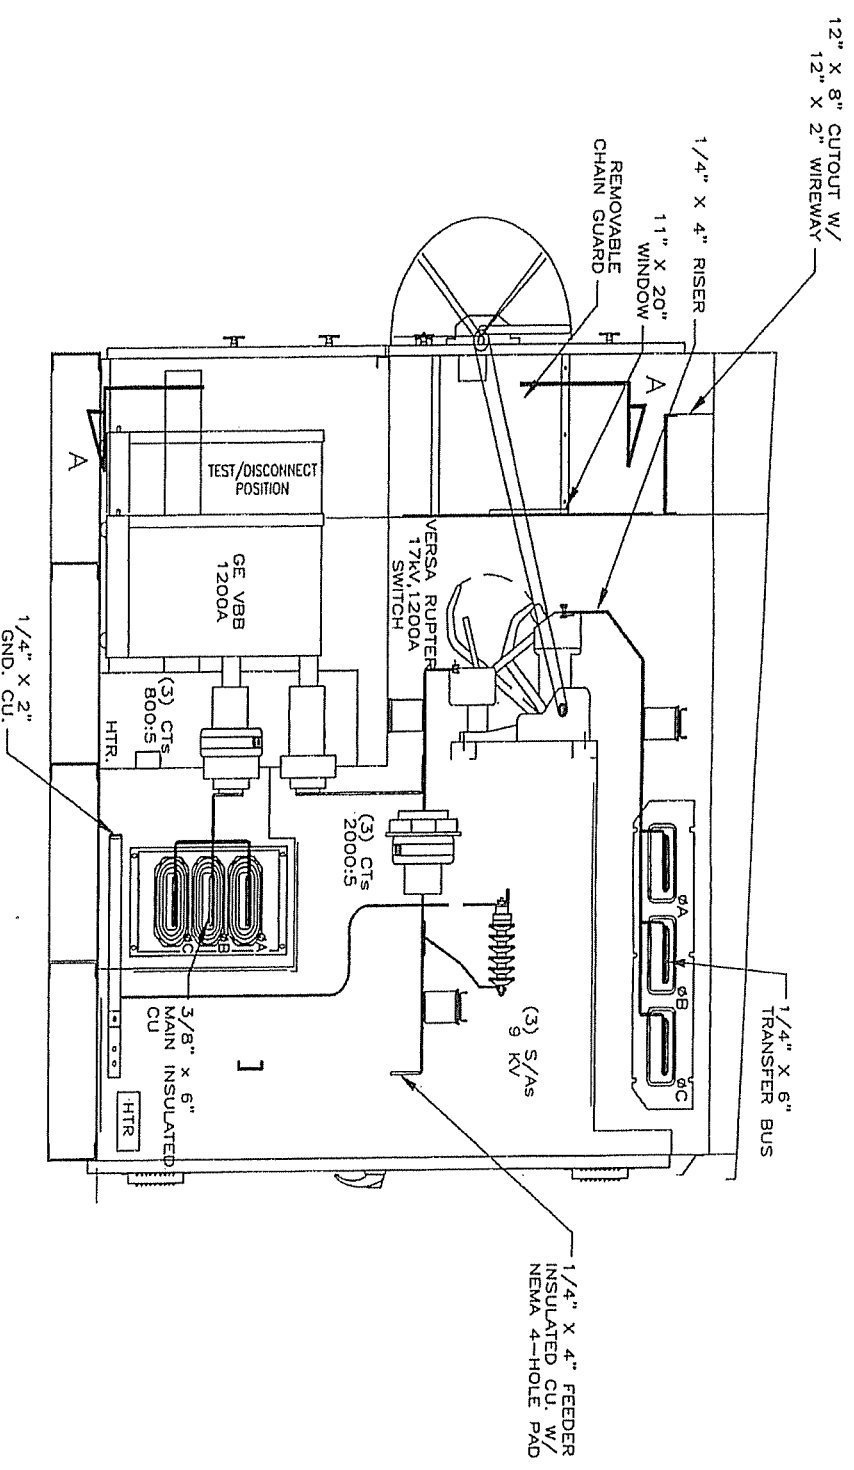 12" X 8" CUTOUT W/
12" X 2" WIREWAY
1/4" X 4" RISER
11" X 20"
WINDOW
REMOVABLE
CHAIN GUARD
A
A
TEST/DISCONNECT
POSITION
GE VBB
1200A
VERSA RUPTER
17kV,1200A
SWITCH
(3) CTs
800:5
HTR.
1/4" X 2"
GND. CU.
(3) CTs
2000:5
ØA
ØB
ØC
ØA
ØB
ØC
1/4" X 6"
TRANSFER BUS
(3) S/As
9 KV
3/8" x 6"
MAIN INSULATED
CU
HTR
1/4" X 4" FEEDER
INSULATED CU. W/
NEMA 4-HOLE PAD